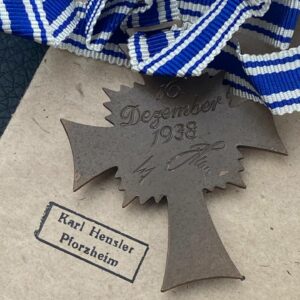 16
Dezember
1938
Karl Hensler
Pforzheim